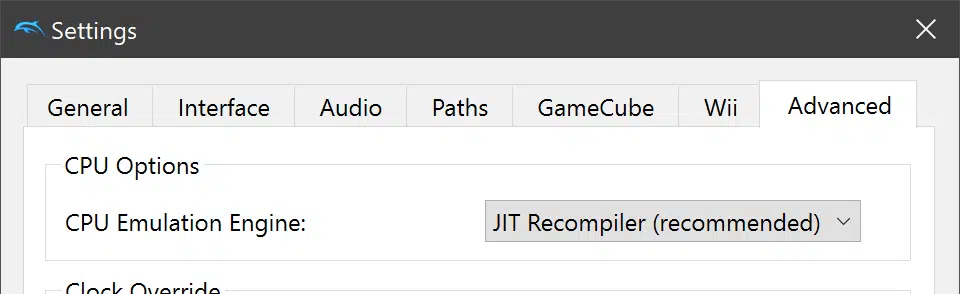 Settings
General Interface Audio Paths GameCube Wii Advanced
CPU Options
CPU Emulation Engine: JIT Recompiler (recommended)
Clock Override